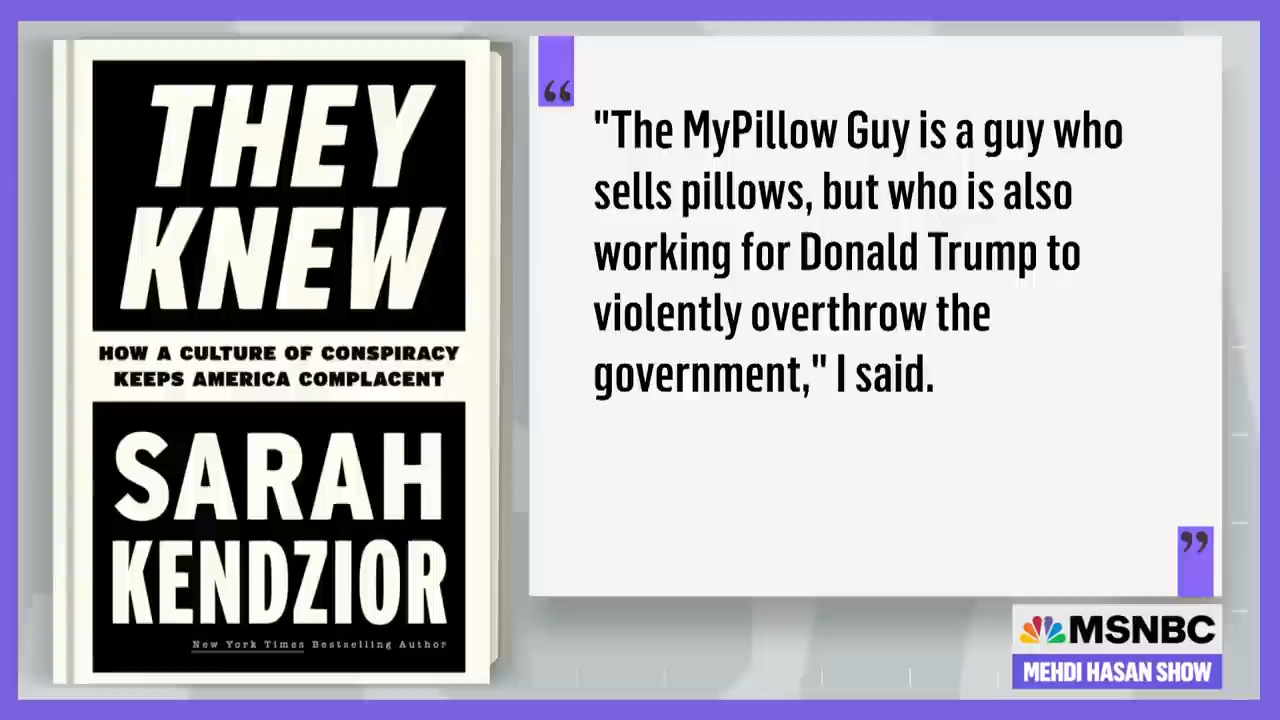 THEY
KNEW
HOW A CULTURE OF CONSPIRACY
KEEPS AMERICA COMPLACENT
SARAH
KENDZIOR
New York Times Bestselling Author
“
"The MyPillow Guy is a guy who
sells pillows, but who is also
working for Donald Trump to
violently overthrow the
government," I said.
”
MSNBC
MEHDI HASAN SHOW